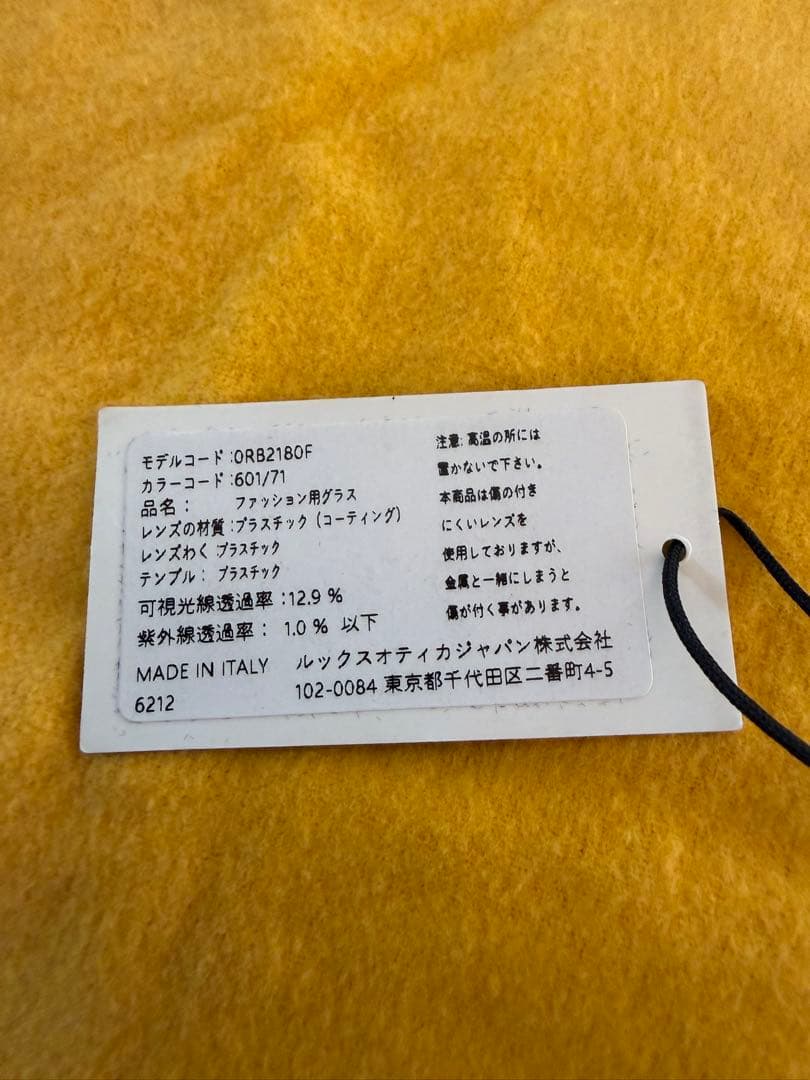 モデルコード:0RB2180F
カラーコード:601/71
品名: ファッション用グラス
レンズの材質:プラスチック(コーティング)
レンズわく:プラスチック
テンプル: プラスチック
可視光線透過率:12.9 %
紫外線透過率: 1.0 % 以下
MADE IN ITALY
6212
注意:高温の所には
置かないで下さい。
本商品は傷の付き
にくいレンズを
使用しておりますが、
金属と一緒にしまうと
傷が付く事があります。
ルックスオティカジャパン株式会社
102-0084 東京都千代田区二番町4-5